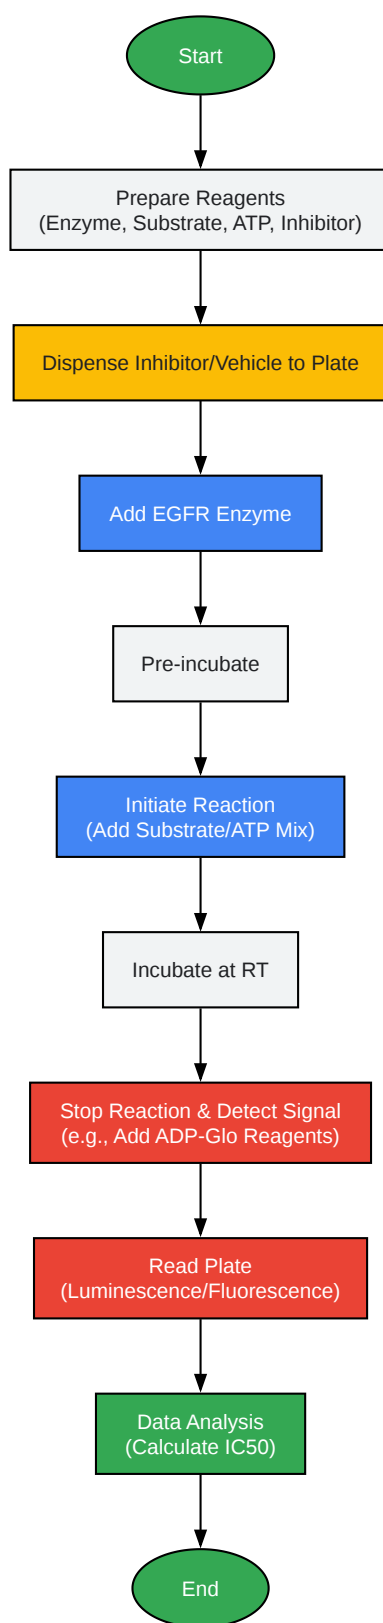 Start
Prepare Reagents
(Enzyme, Substrate, ATP, Inhibitor)
Dispense Inhibitor/Vehicle to Plate
Add EGFR Enzyme
Pre-incubate
Initiate Reaction
(Add Substrate/ATP Mix)
Incubate at RT
Stop Reaction & Detect Signal
(e.g., Add ADP-Glo Reagents)
Read Plate
(Luminescence/Fluorescence)
Data Analysis
(Calculate IC50)
End